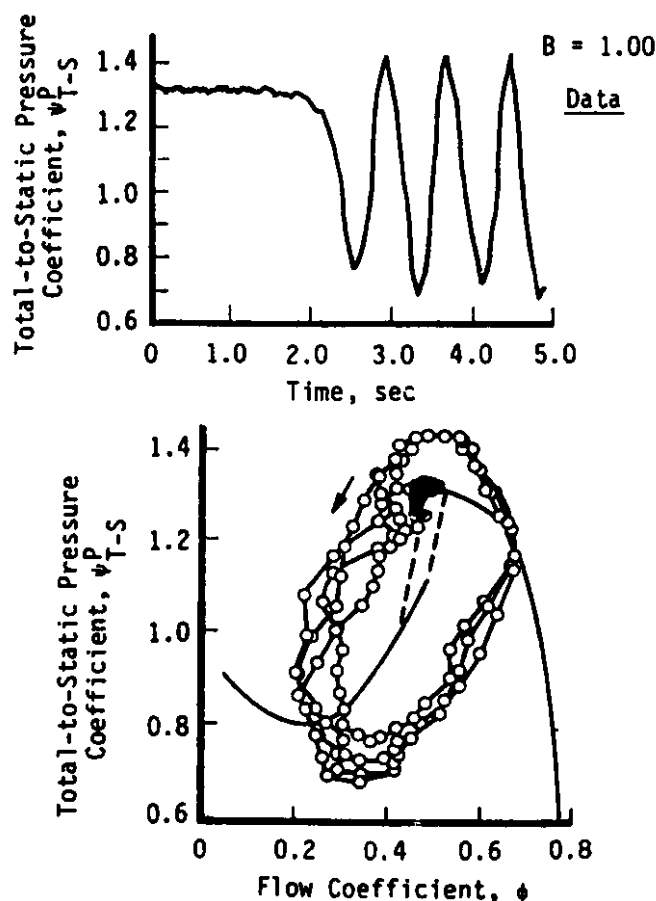 B = 1.00
Data
Total-to-Static Pressure
Coefficient, ψᴾT-S
1.4
1.2
1.0
0.8
0.6
0
1.0
2.0
3.0
4.0
5.0
Time, sec
Total-to-Static Pressure
Coefficient, ψᴾT-S
1.4
1.2
1.0
0.8
0.6
0
0.2
0.4
0.6
0.8
Flow Coefficient, ϕ